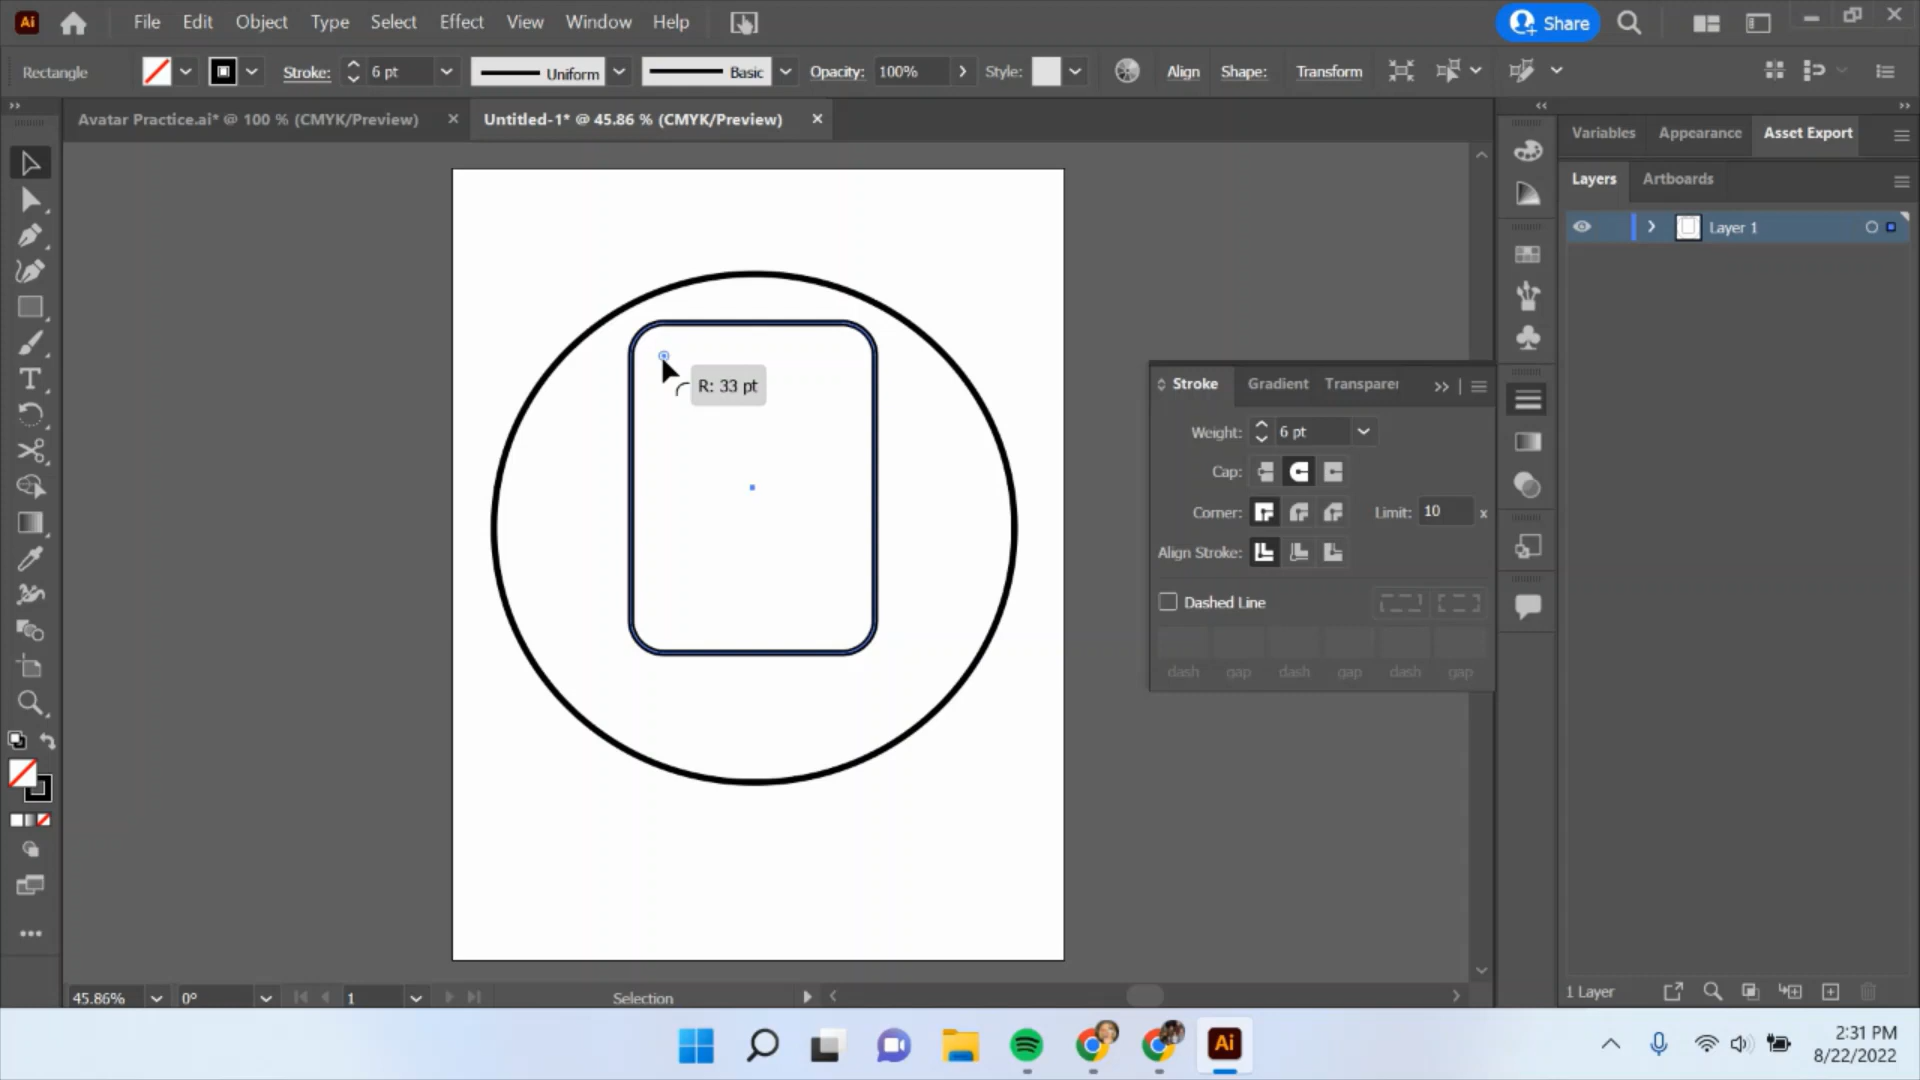 Ai File Edit Object Type Select Effect View Window Help Share
Rectangle Stroke: 6 pt Uniform Basic Opacity: 100% Style: Align Shape: Transform
Avatar Practice.ai* @ 100 % (CMYK/Preview) Untitled-1* @ 45.86 % (CMYK/Preview)
Variables Appearance Asset Export
Layers Artboards
Layer 1
R: 33 pt
Stroke Gradient Transparer
Weight: 6 pt
Cap:
Corner: Limit: 10 x
Align Stroke:
Dashed Line
dash gap dash gap dash gap
45.86% 0° 1 Selection
1 Layer
Ai
2:31 PM
8/22/2022